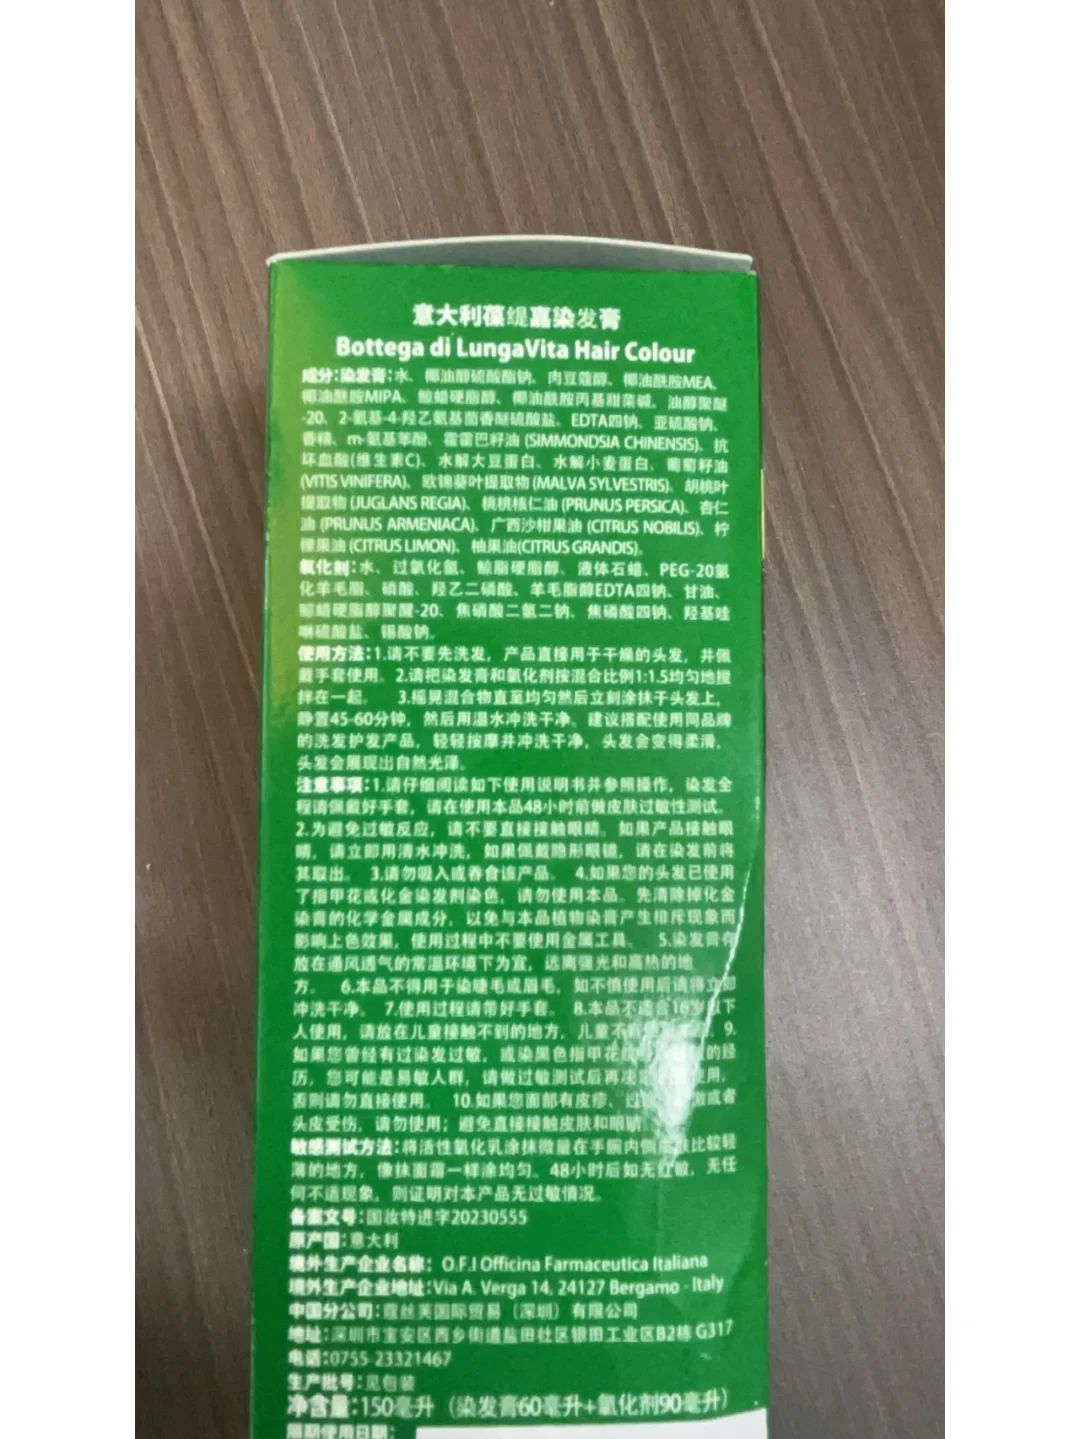 意大利葆缇嘉染发膏
Bottega di LungaVita Hair Colour
成分:染发膏:水、椰油醇硫酸酯钠、肉豆蔻醇、椰油酰胺MEA、
椰油酰胺MIPA、鲸蜡硬脂醇、椰油酰胺丙基甜菜碱、油醇聚醚
-20、2-氨基-4-羟乙氨基茴香醚硫酸盐、EDTA四钠、亚硫酸钠、
香精、m-氨基苯酚、霍霍巴籽油 (SIMMONDSIA CHINENSIS)、抗
坏血酸(维生素C)、水解大豆蛋白、水解小麦蛋白、葡萄籽油
(VITIS VINIFERA)、欧锦葵叶提取物 (MALVA SYLVESTRIS)、胡桃叶
提取物 (JUGLANS REGIA)、桃桃核仁油 (PRUNUS PERSICA)、杏仁
油 (PRUNUS ARMENIACA)、广西沙柑果油 (CITRUS NOBILIS)、柠
檬果油 (CITRUS LIMON)、柚果油(CITRUS GRANDIS)。
氧化剂:水、过氧化氢、鲸脂硬脂醇、液体石蜡、PEG-20氢
化羊毛脂、磷酸、羟乙二磷酸、羊毛脂醇EDTA四钠、甘油、
鲸蜡硬脂醇聚醚-20、焦磷酸二氢二钠、焦磷酸四钠、羟基喹
啉硫酸盐、锡酸钠。
使用方法:1.请不要先洗发，产品直接用于干燥的头发，并佩
戴手套使用。 2.请把染发膏和氧化剂按混合比例1:1.5均匀地搅
拌在一起。 3.摇晃混合物直至均匀然后立刻涂抹于头发上，
静置45-60分钟，然后用温水冲洗干净。建议搭配使用同品牌
的洗发护发产品，轻轻按摩并冲洗干净，头发会变得柔滑，
头发会展现出自然光泽。
注意事项:1.请仔细阅读如下使用说明书并参照操作，染发全
程请佩戴好手套，请在使用本品48小时前做皮肤过敏性测试。
2.为避免过敏反应，请不要直接接触眼睛。如果产品接触眼
睛，请立即用清水冲洗，如果佩戴隐形眼镜，请在染发前将
其取出。 3.请勿吸入或吞食该产品。 4.如果您的头发已使用
了指甲花或化金染发剂染色，请勿使用本品。先清除掉化金
染膏的化学金属成分，以免与本品植物染膏产生排斥现象而
影响上色效果，使用过程中不要使用金属工具。 5.染发膏存
放在通风透气的常温环境下为宜，远离强光和高热的地
方。 6.本品不得用于染睫毛或眉毛，如不慎使用后请将立即
冲洗干净。 7.使用过程请带好手套。 8.本品不适合16岁以下
人使用，请放在儿童接触不到的地方，儿童不 9.
如果您曾经有过染发过敏，或染黑色指甲花 的经
历，您可能是易敏人群，请做过敏测试后再决定 使用，
否则请勿直接使用。 10.如果您面部有皮疹、过 或者
头皮受伤，请勿使用；避免直接接触皮肤和眼睛
敏感测试方法:将活性氧化乳涂抹微量在手腕内侧 比较轻
薄的地方，像抹面霜一样涂均匀。48小时后如无红敏，无任
何不适现象，则证明对本产品无过敏情况。
备案文号:国妆特进字20230555
原产国:意大利
境外生产企业名称: O.F.I Officina Farmaceutica Italiana
境外生产企业地址:Via A. Verga 14, 24127 Bergamo - Italy
中国分公司:蔻丝芙国际贸易（深圳）有限公司
地址:深圳市宝安区西乡街道盐田社区银田工业区B2栋 G317
电话:0755-23321467
生产批号:见包装
净含量:150毫升（染发膏60毫升+氧化剂90毫升）
限期使用日期: